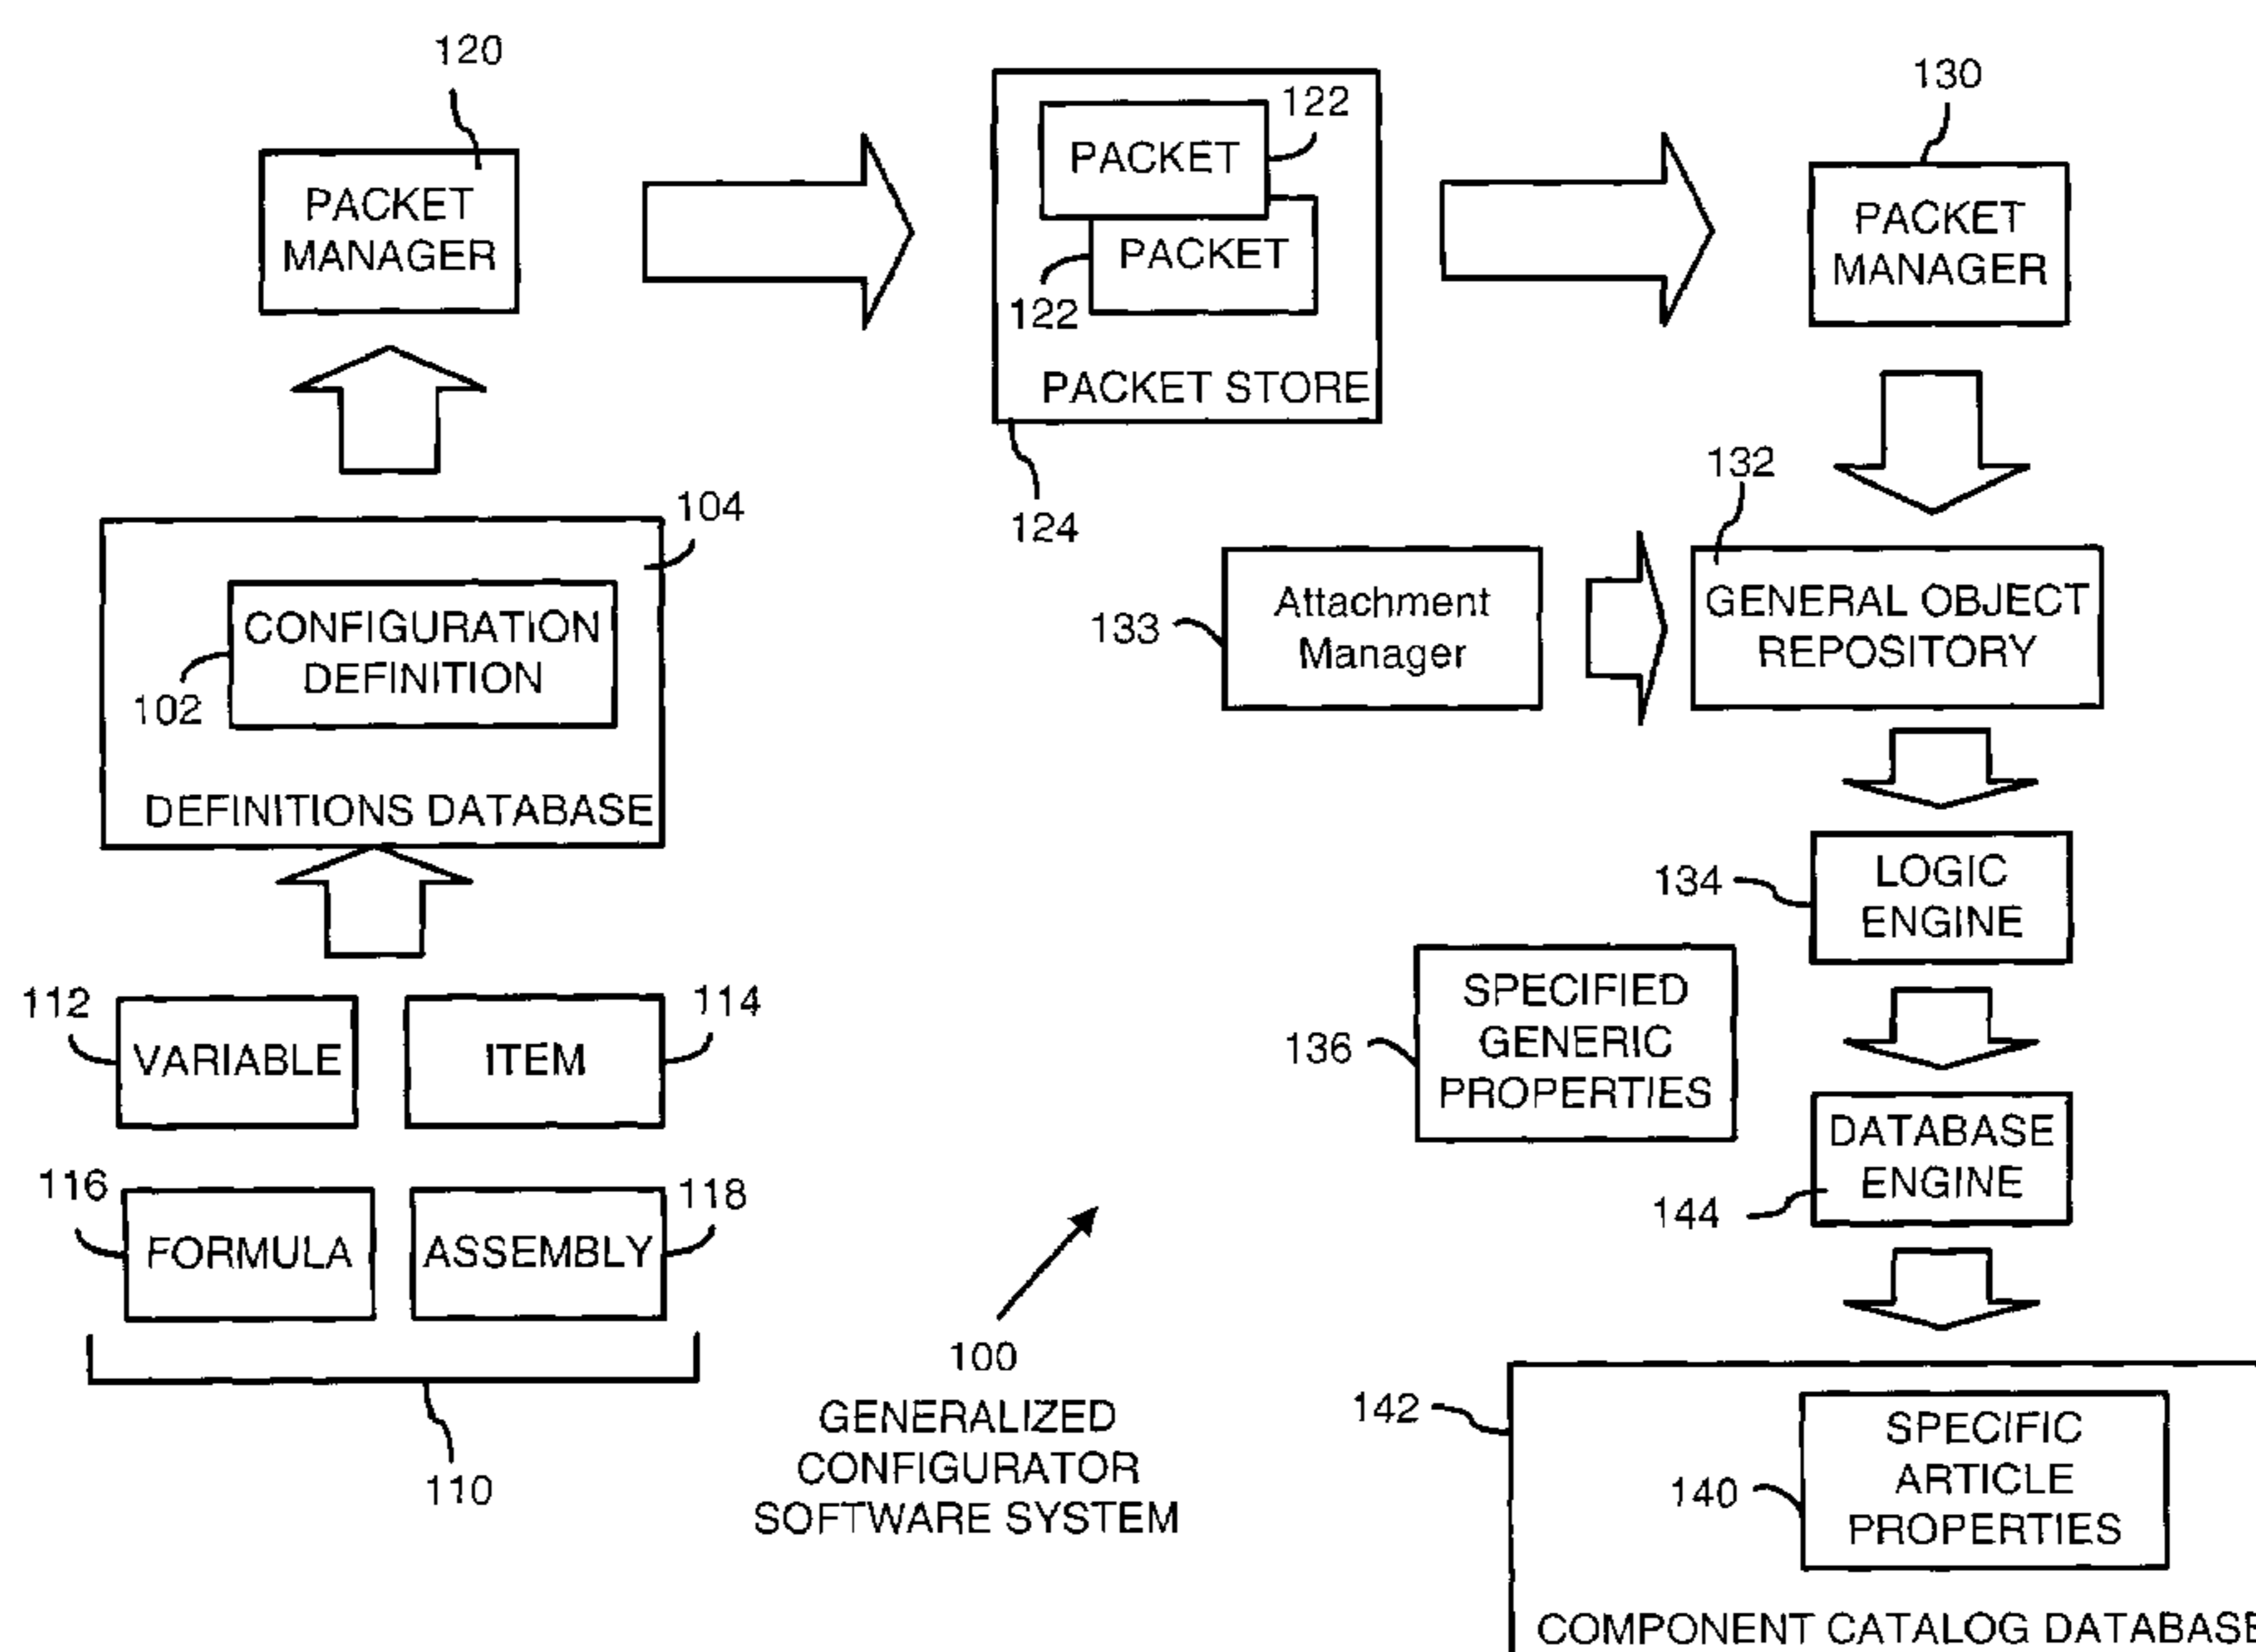 120
PACKET
MANAGER
PACKET
122
PACKET
122
PACKET STORE
124
130
PACKET
MANAGER
104
CONFIGURATION
DEFINITION
102
DEFINITIONS DATABASE
132
GENERAL OBJECT
REPOSITORY
Attachment
Manager
133
134
LOGIC
ENGINE
112
VARIABLE
ITEM
114
136
SPECIFIED
GENERIC
PROPERTIES
DATABASE
ENGINE
144
116
FORMULA
ASSEMBLY
118
110
100
GENERALIZED
CONFIGURATOR
SOFTWARE SYSTEM
142
SPECIFIC
ARTICLE
PROPERTIES
140
COMPONENT CATALOG DATABASE